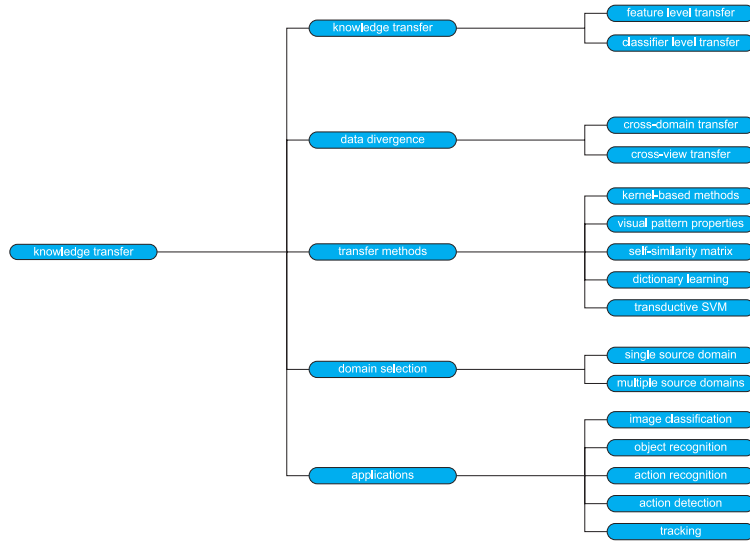 knowledge transfer
knowledge transfer
feature level transfer
classifier level transfer
data divergence
cross-domain transfer
cross-view transfer
transfer methods
kernel-based methods
visual pattern properties
self-similarity matrix
dictionary learning
transductive SVM
domain selection
single source domain
multiple source domains
applications
image classification
object recognition
action recognition
action detection
tracking